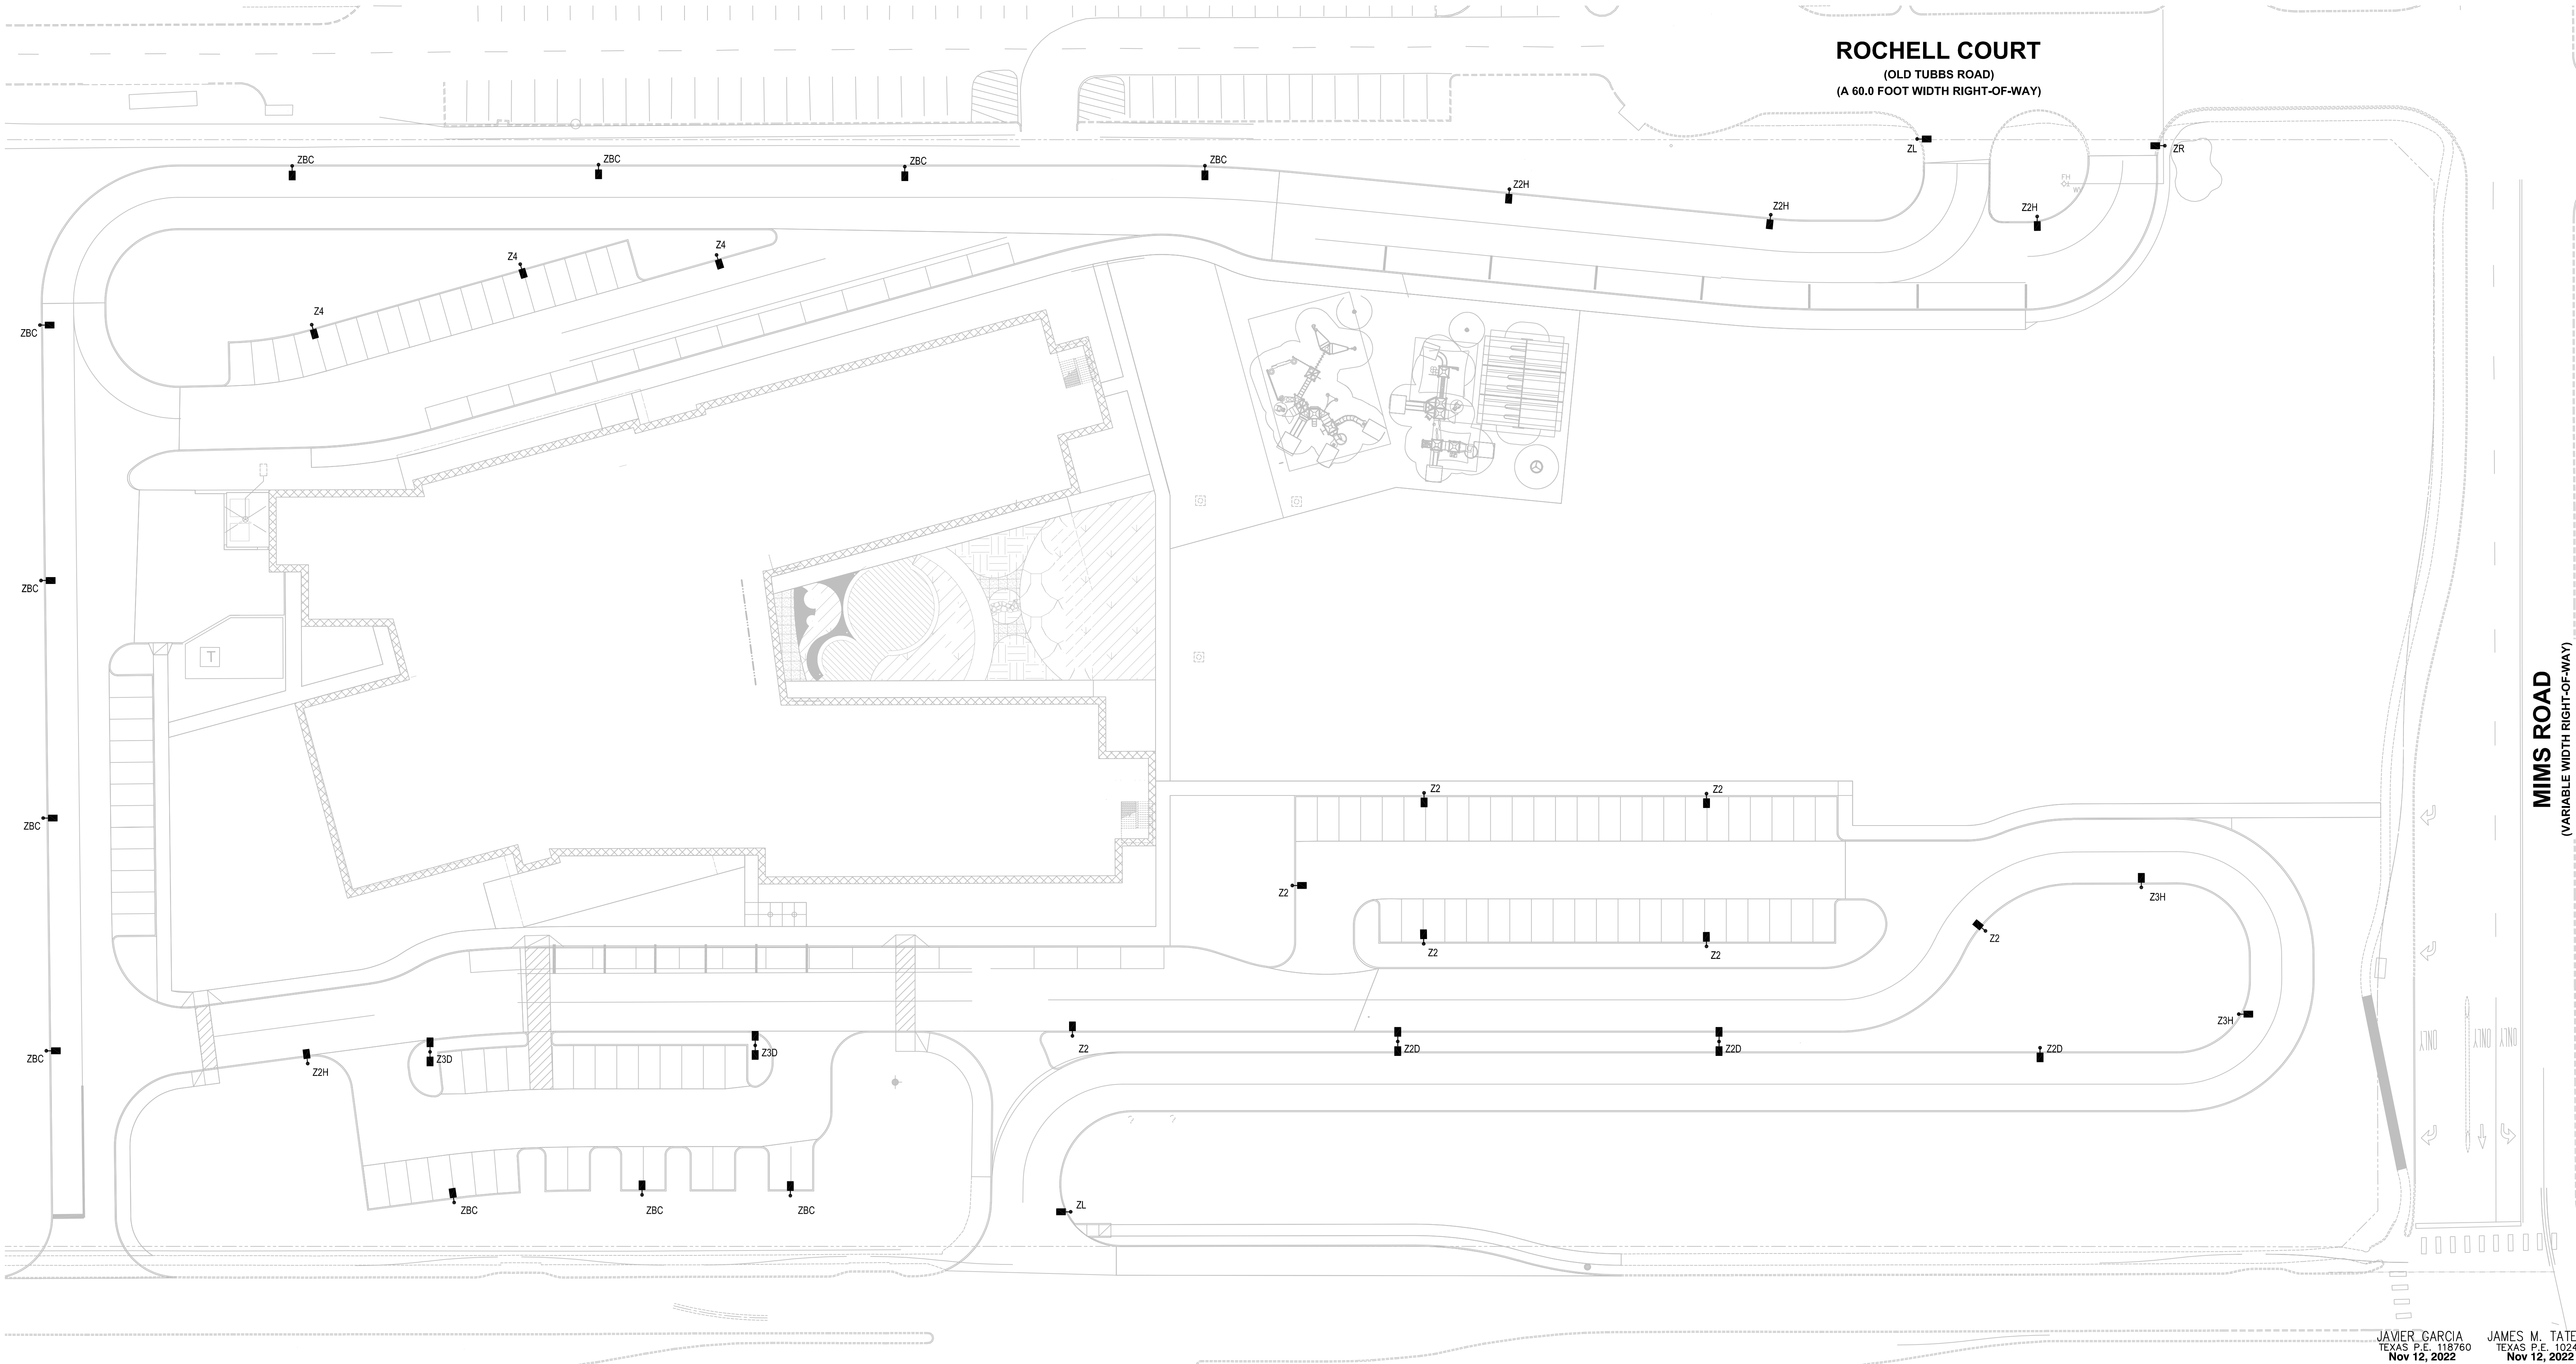 ROCHELL COURT
(OLD TUBBS ROAD)
(A 60.0 FOOT WIDTH RIGHT-OF-WAY)
ZL
ZR
ZBC
ZBC
ZBC
ZBC
Z2H
Z2H
Z2H
FH
Z4
Z4
Z4
ZBC
ZBC
T
MIMS ROAD
(VARIABLE WIDTH RIGHT-OF-WAY)
Z2
Z2
ZBC
Z2
Z3H
Z2
Z2
Z2
Z3H
ONLY
ONLY
ONLY
Z2
Z2D
Z2D
Z2D
ZBC
Z2H
Z3D
Z3D
ZBC
ZBC
ZBC
ZL
JAVIER GARCIA
TEXAS P.E. 118760
Nov 12, 2022
JAMES M. TATE
TEXAS P.E. 1024
Nov 12, 2022